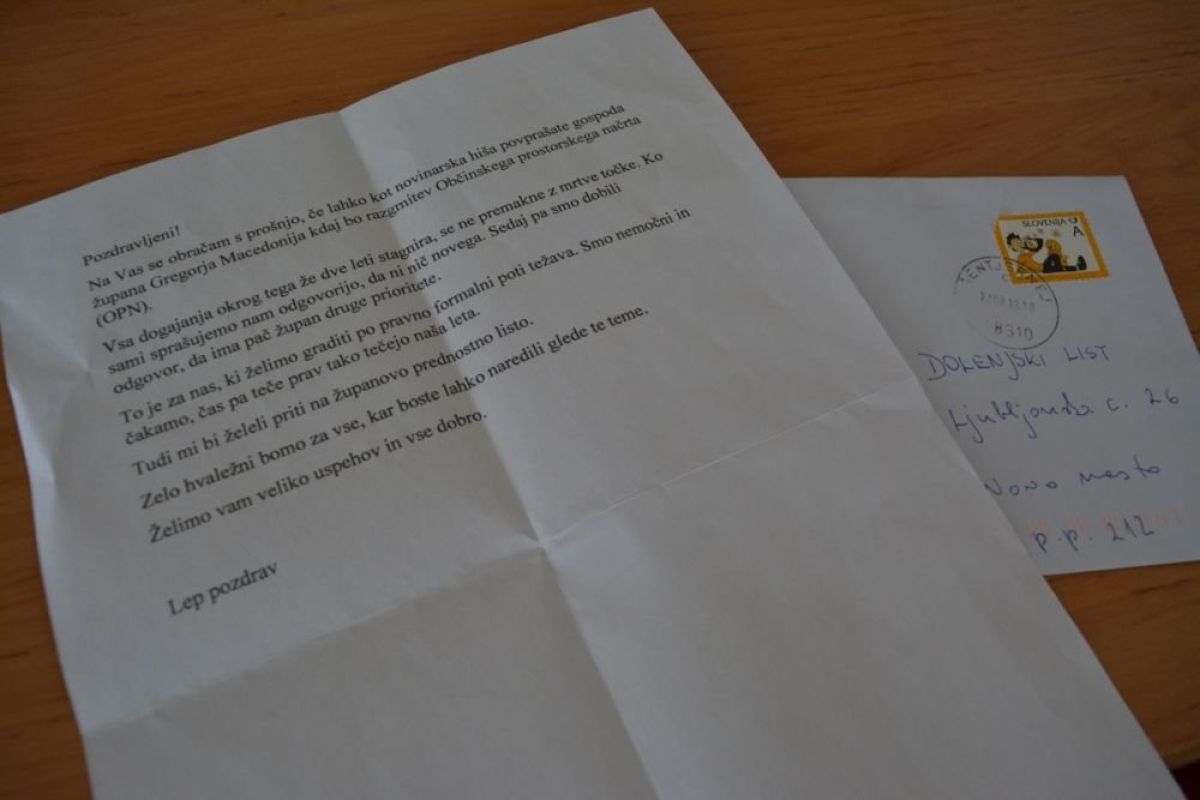 Pozdravljeni!
Na Vas se obračam s prošnjo, če lahko kot novinarska hiša povprašate gospoda
župana Gregorja Macedonija kdaj bo razgrnitev Občinskega prostorskega načrta
(OPN).
Vsa dogajanja okrog tega že dve leti stagnira, se ne premakne z mrtve točke. Ko
sami sprašujemo nam odgovorijo, da ni nič novega. Sedaj pa smo dobili
odgovor, da ima pač župan druge prioritete.
To je za nas, ki želimo graditi po pravno formalni poti težava. Smo nemočni in
čakamo, čas pa teče prav tako tečejo naša leta.
Tudi mi bi želeli priti na županovo prednostno listo.
Zelo hvaležni bomo za vse, kar boste lahko naredili glede te teme.
Želimo vam veliko uspehov in vse dobro.
Lep pozdrav
SLOVENIJA
A
8310
DOLENJSKI LIST
Ljubljanska c. 26
Novo mesto
p.p. 212